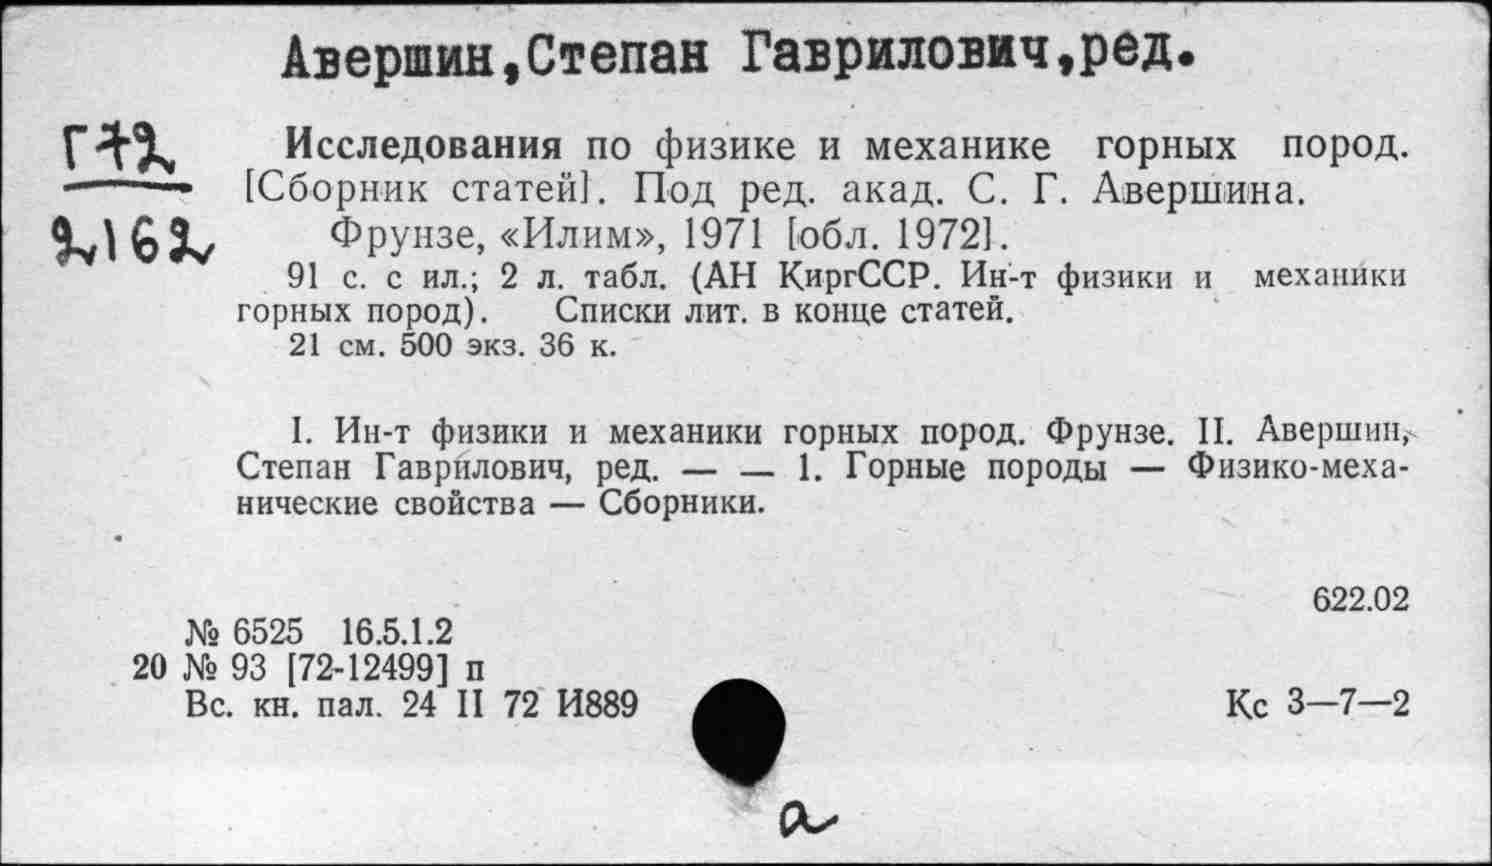 Авершин,Степан Гаврилович,ред.
Г72
2162
Исследования по физике и механике горных пород.
[Сборник статей]. Под ред. акад. С. Г. Авершина.
Фрунзе, «Илим», 1971 [обл. 1972].
91 с. с ил.; 2 л. табл. (АН КиргССР. Ин-т физики и механики
горных пород). Списки лит. в конце статей.
21 см. 500 экз. 36 к.
I. Ин-т физики и механики горных пород. Фрунзе. II. Авершин,
Степан Гаврилович, ред. — — 1. Горные породы — Физико-меха-
нические свойства — Сборники.
622.02
№ 6525 16.5.1.2
20 № 93 [72-12499] п
Вс. кн. пал. 24 II 72 И889
Кс 3—7—2
а